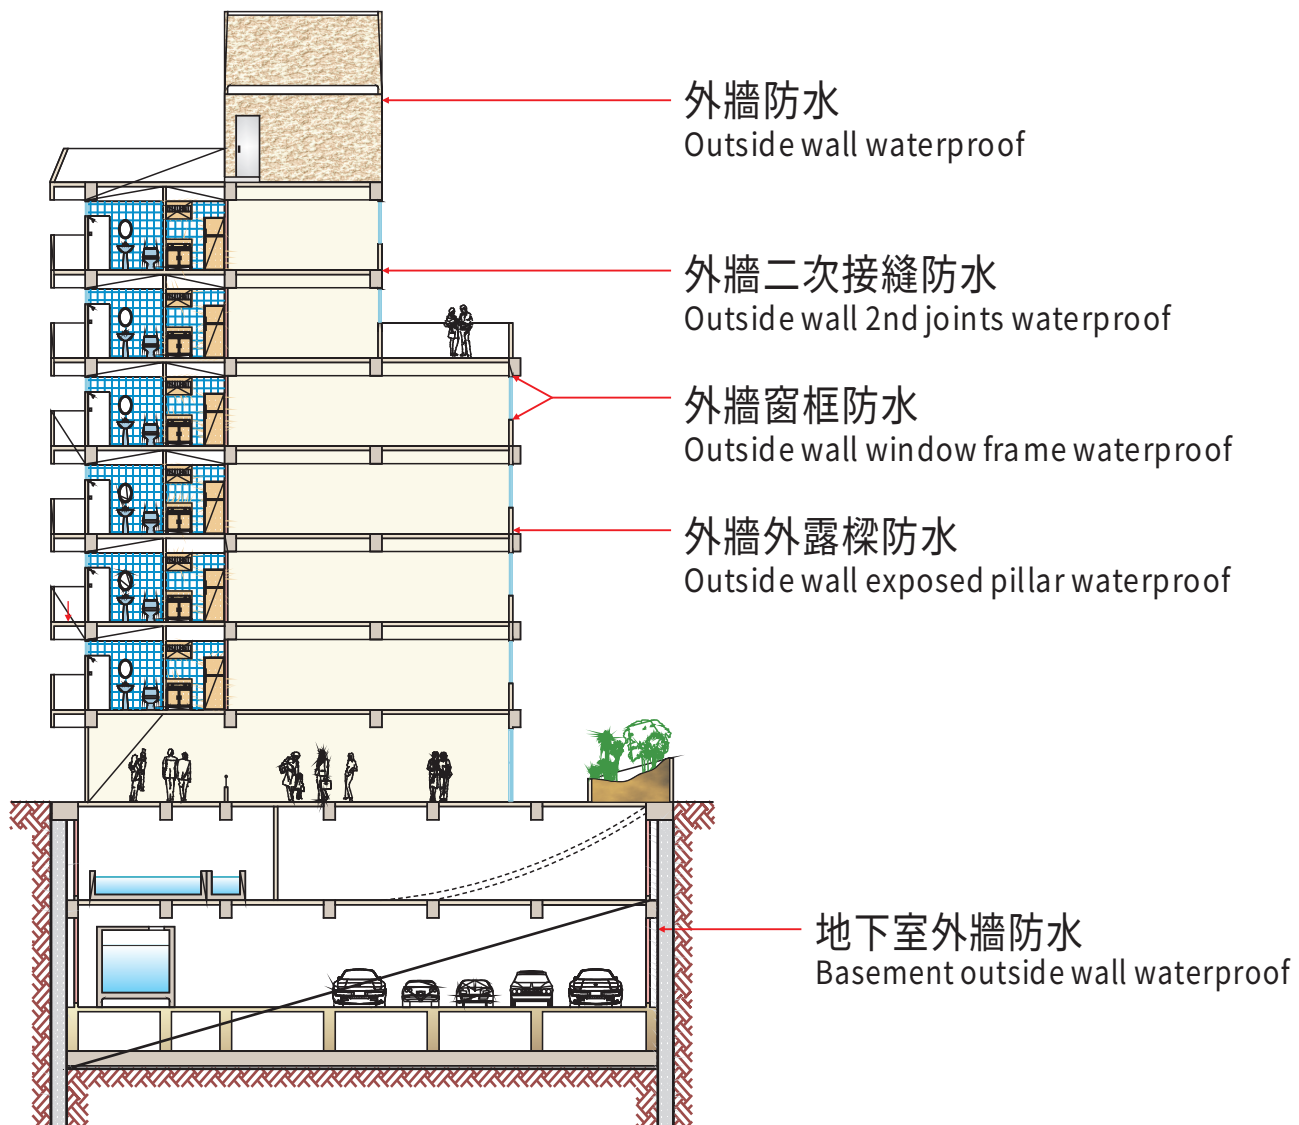 外牆防水
Outside wall waterproof
外牆二次接縫防水
Outside wall 2nd joints waterproof
外牆窗框防水
Outside wall window frame waterproof
外牆外露樑防水
Outside wall exposed pillar waterproof
地下室外牆防水
Basement outside wall waterproof